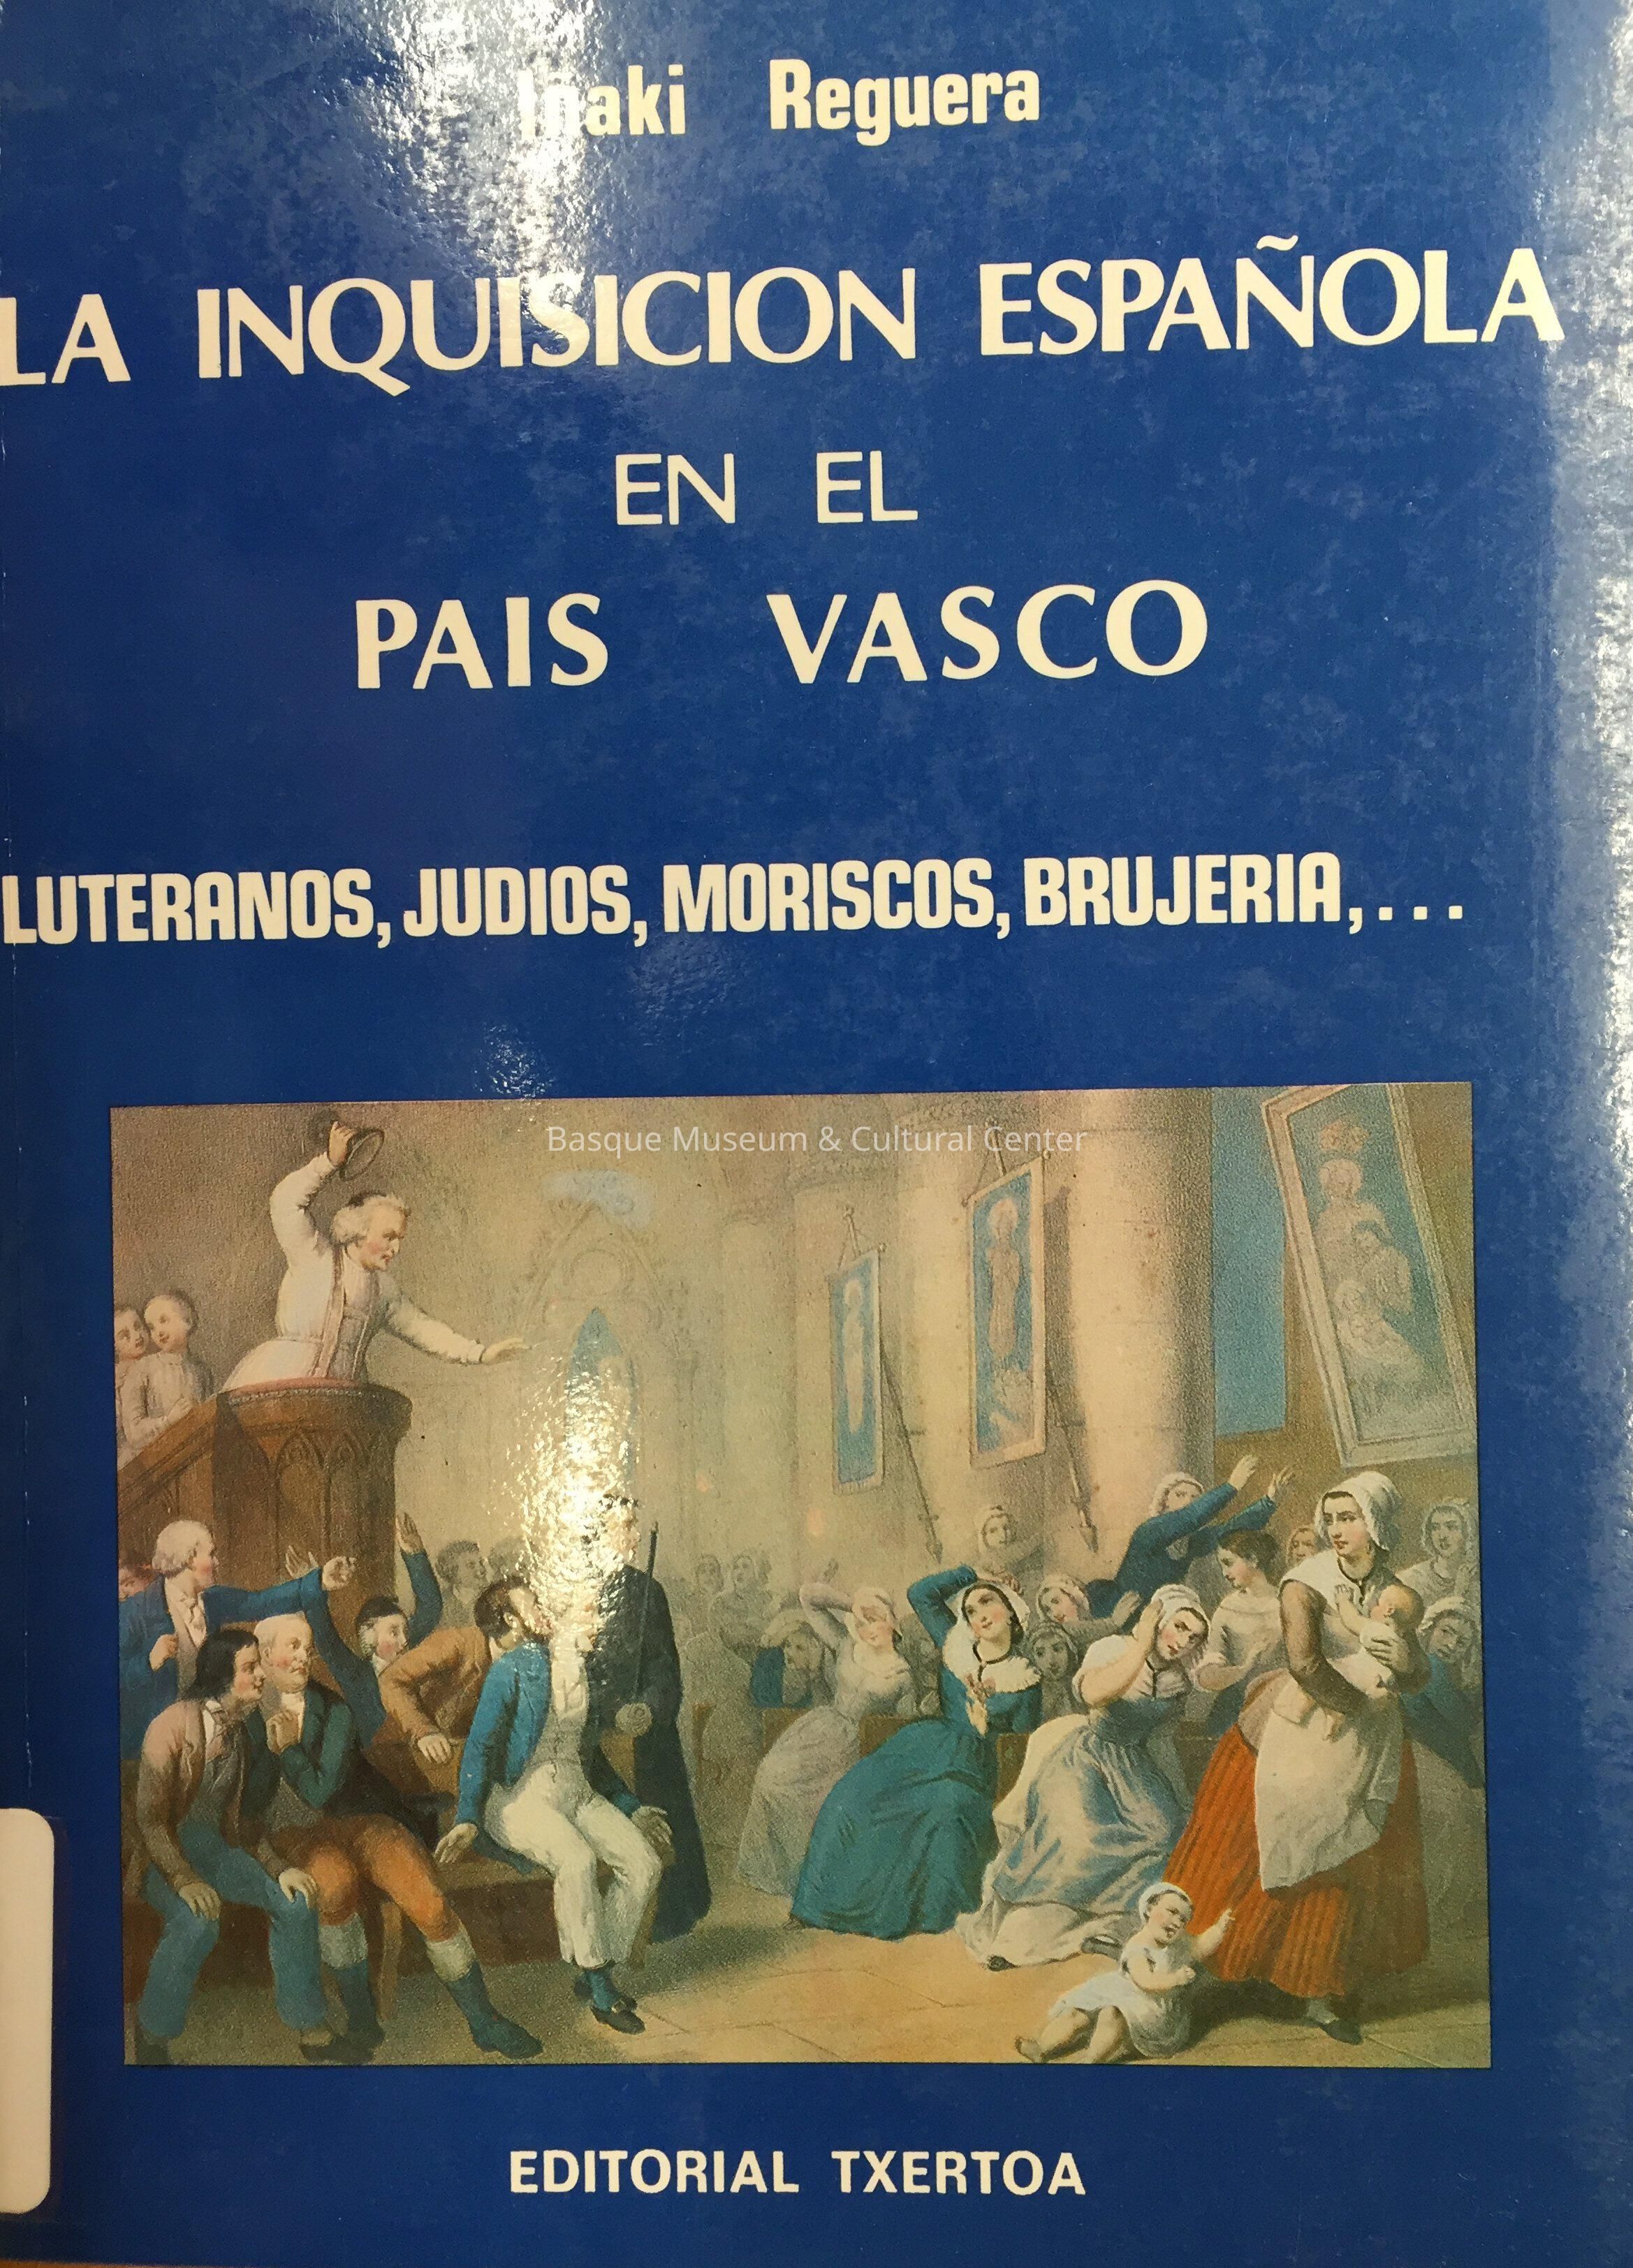 Iñaki Reguera
LA INQUISICION ESPAÑOLA
EN EL
PAIS VASCO
LUTERANOS, JUDIOS, MORISCOS, BRUJERIA,...
Basque Museum & Cultural Center
EDITORIAL TXERTOA